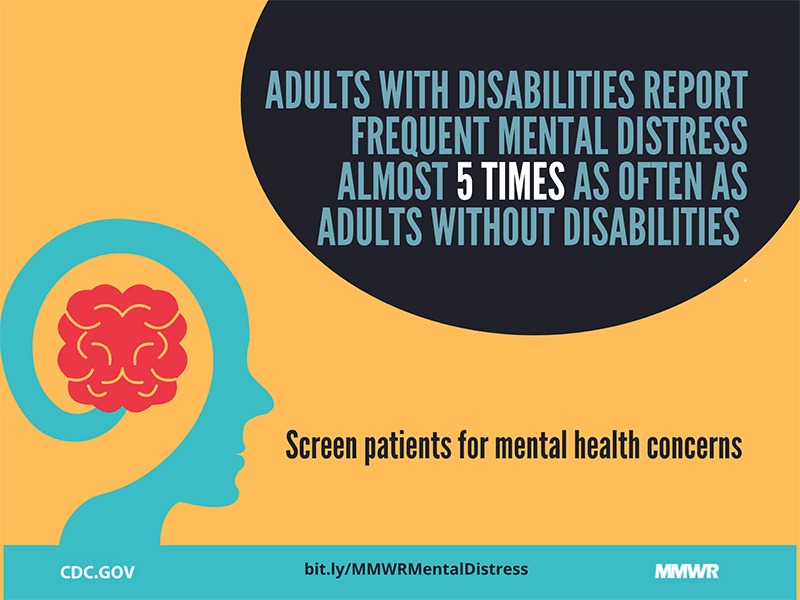 ADULTS WITH DISABILITIES REPORT
FREQUENT MENTAL DISTRESS
ALMOST 5 TIMES AS OFTEN AS
ADULTS WITHOUT DISABILITIES
Screen patients for mental health concerns
CDC.GOV
bit.ly/MMWRMentalDistress
MMWR